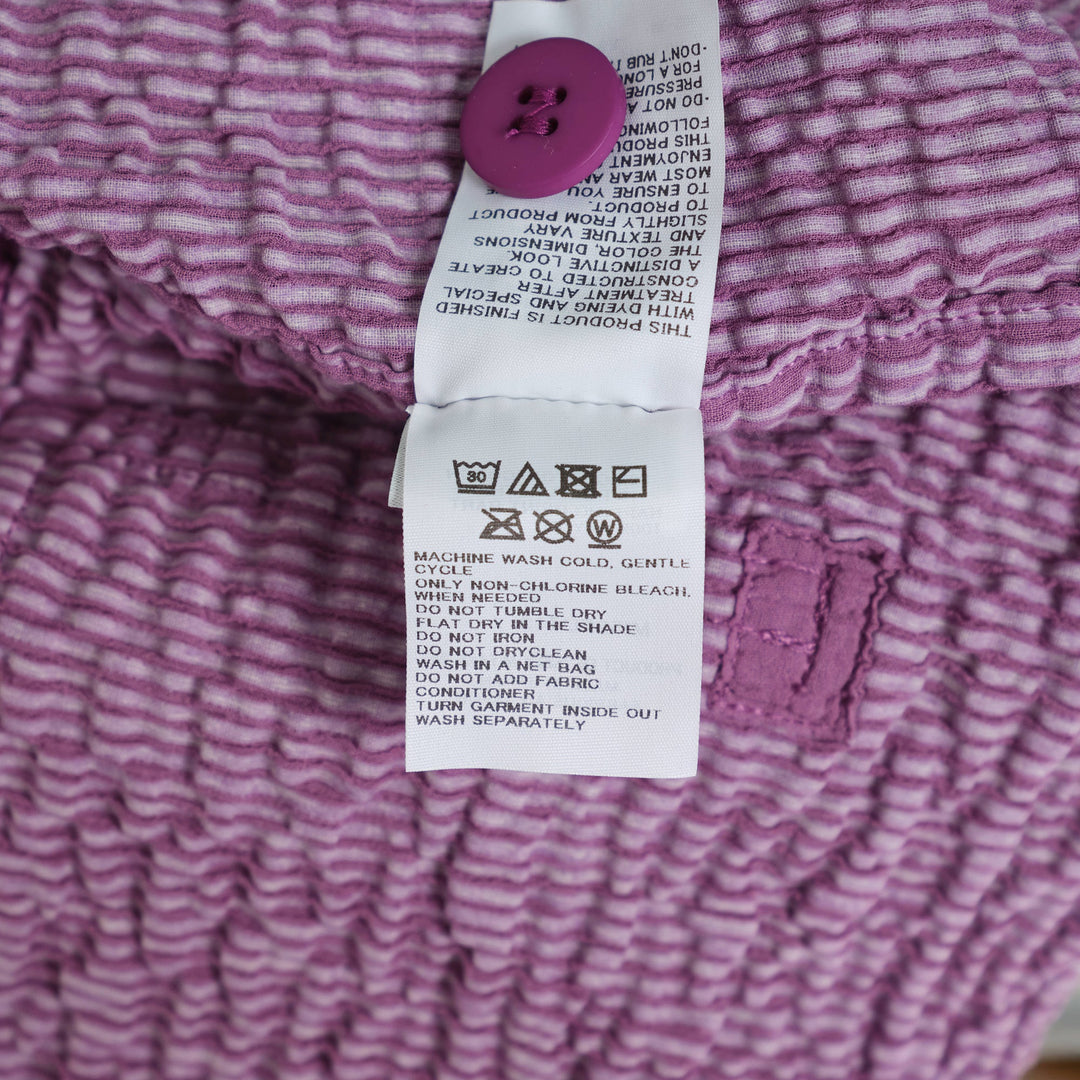 THIS PRODUCT IS FINISHED
WITH DYEING AND SPECIAL
TREATMENT AFTER
CONSTRUCTED TO CREATE
A DISTINCTIVE LOOK
THE COLOR, DIMENSIONS
AND TEXTURE VARY
SLIGHTLY FROM PRODUCT
TO PRODUCT.
TO ENSURE YOU
MOST WEAR
ENJOYMENT
THIS
·DO NOT
PRESSURE
FOR A
·DON'T RUB
30
W
MACHINE WASH COLD, GENTLE
CYCLE
ONLY NON-CHLORINE BLEACH,
WHEN NEEDED
DO NOT TUMBLE DRY
FLAT DRY IN THE SHADE
DO NOT IRON
DO NOT DRYCLEAN
WASH IN A NET BAG
DO NOT ADD FABRIC
CONDITIONER
TURN GARMENT INSIDE OUT
WASH SEPARATELY